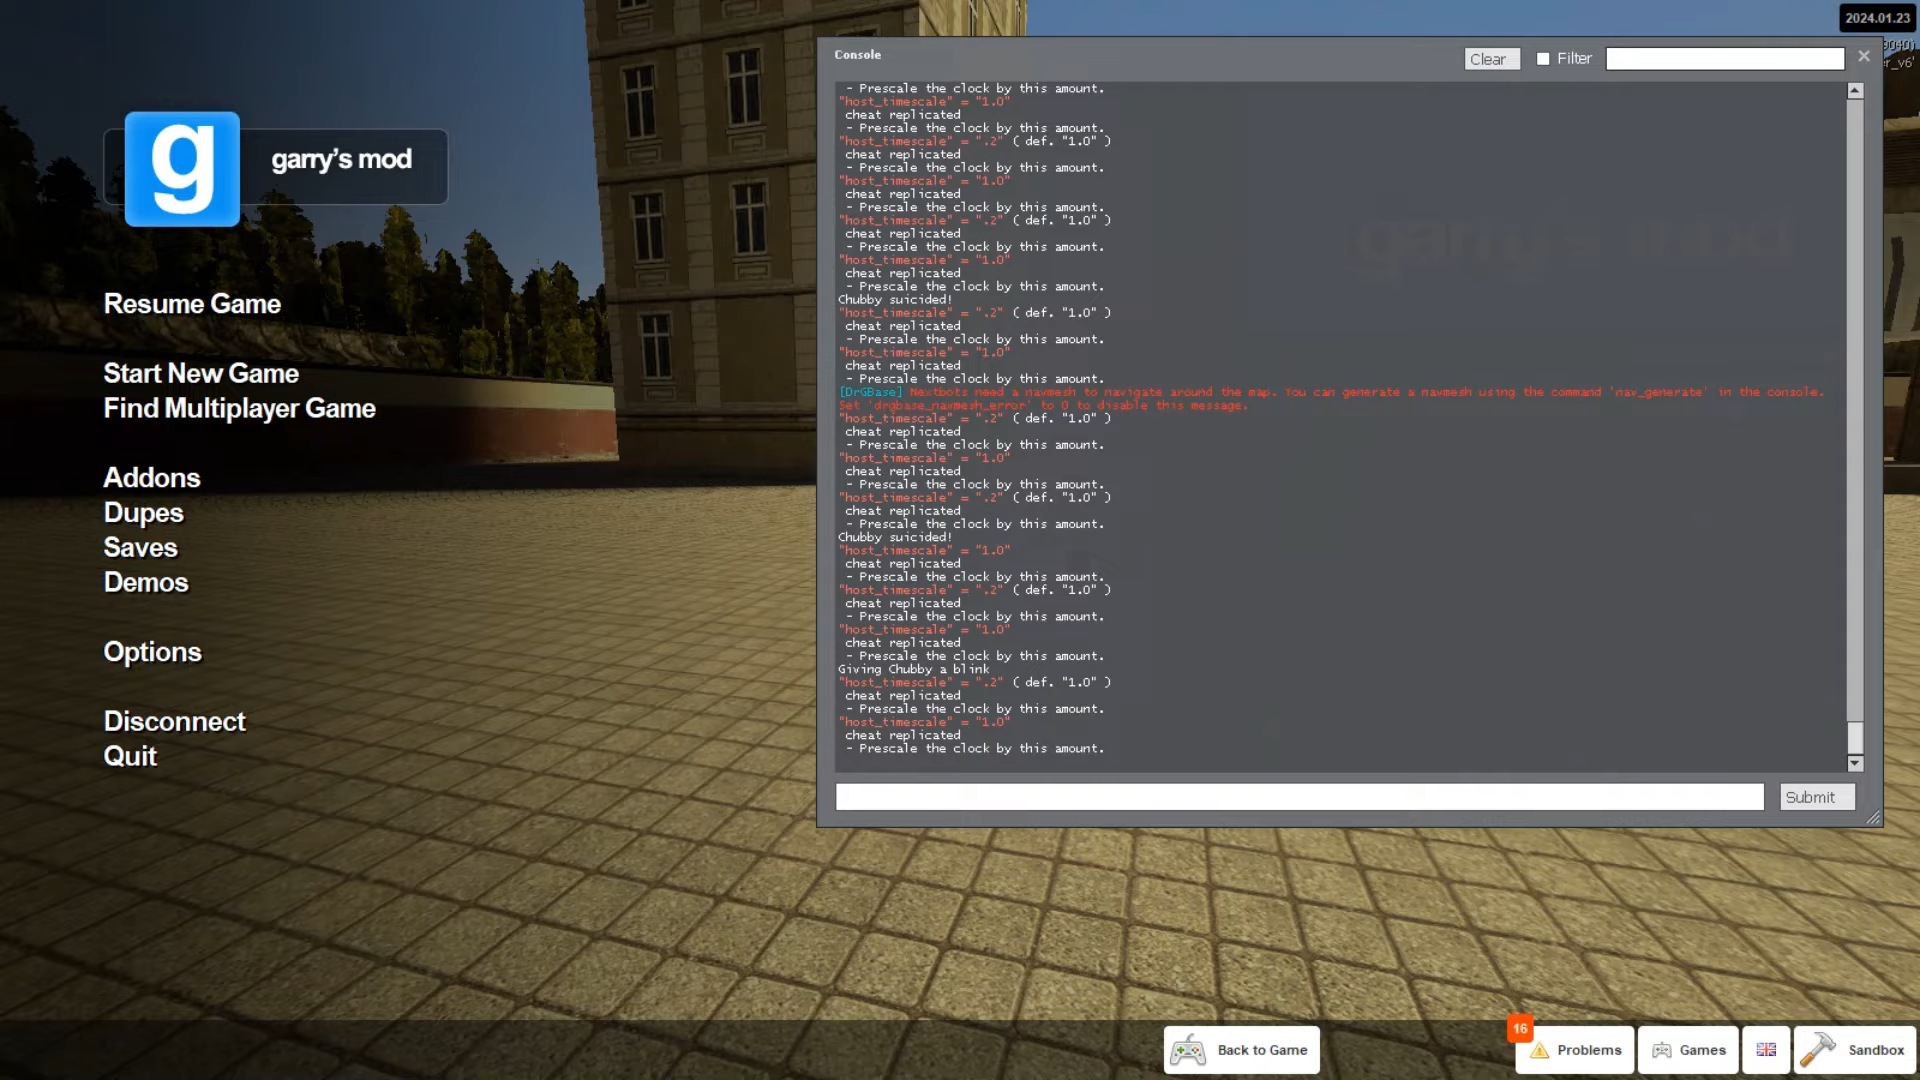 2024.01.23
Console
Clear
Filter
g
garry's mod
Resume Game
Start New Game
Find Multiplayer Game
Addons
Dupes
Saves
Demos
Options
Disconnect
Quit
- Prescale the clock by this amount.
"host_timescale" = "1.0"
cheat replicated
- Prescale the clock by this amount.
"host_timescale" = ".2" ( def. "1.0" )
cheat replicated
- Prescale the clock by this amount.
"host_timescale" = "1.0"
cheat replicated
- Prescale the clock by this amount.
"host_timescale" = ".2" ( def. "1.0" )
cheat replicated
- Prescale the clock by this amount.
"host_timescale" = "1.0"
cheat replicated
- Prescale the clock by this amount.
Chubby suicided!
"host_timescale" = ".2" ( def. "1.0" )
cheat replicated
- Prescale the clock by this amount.
"host_timescale" = "1.0"
cheat replicated
- Prescale the clock by this amount.
[DrGBase] Nextbots need a navmesh to navigate around the map. You can generate a navmesh using the command 'nav_generate' in the console.
Set 'drgbase_navmesh_error' to 0 to disable this message.
"host_timescale" = ".2" ( def. "1.0" )
cheat replicated
- Prescale the clock by this amount.
"host_timescale" = "1.0"
cheat replicated
- Prescale the clock by this amount.
"host_timescale" = ".2" ( def. "1.0" )
cheat replicated
- Prescale the clock by this amount.
Chubby suicided!
"host_timescale" = "1.0"
cheat replicated
- Prescale the clock by this amount.
"host_timescale" = ".2" ( def. "1.0" )
cheat replicated
- Prescale the clock by this amount.
"host_timescale" = "1.0"
cheat replicated
- Prescale the clock by this amount.
Giving Chubby a blink
"host_timescale" = ".2" ( def. "1.0" )
cheat replicated
- Prescale the clock by this amount.
"host_timescale" = "1.0"
cheat replicated
- Prescale the clock by this amount.
Submit
Back to Game
16
Problems
Games
Sandbox